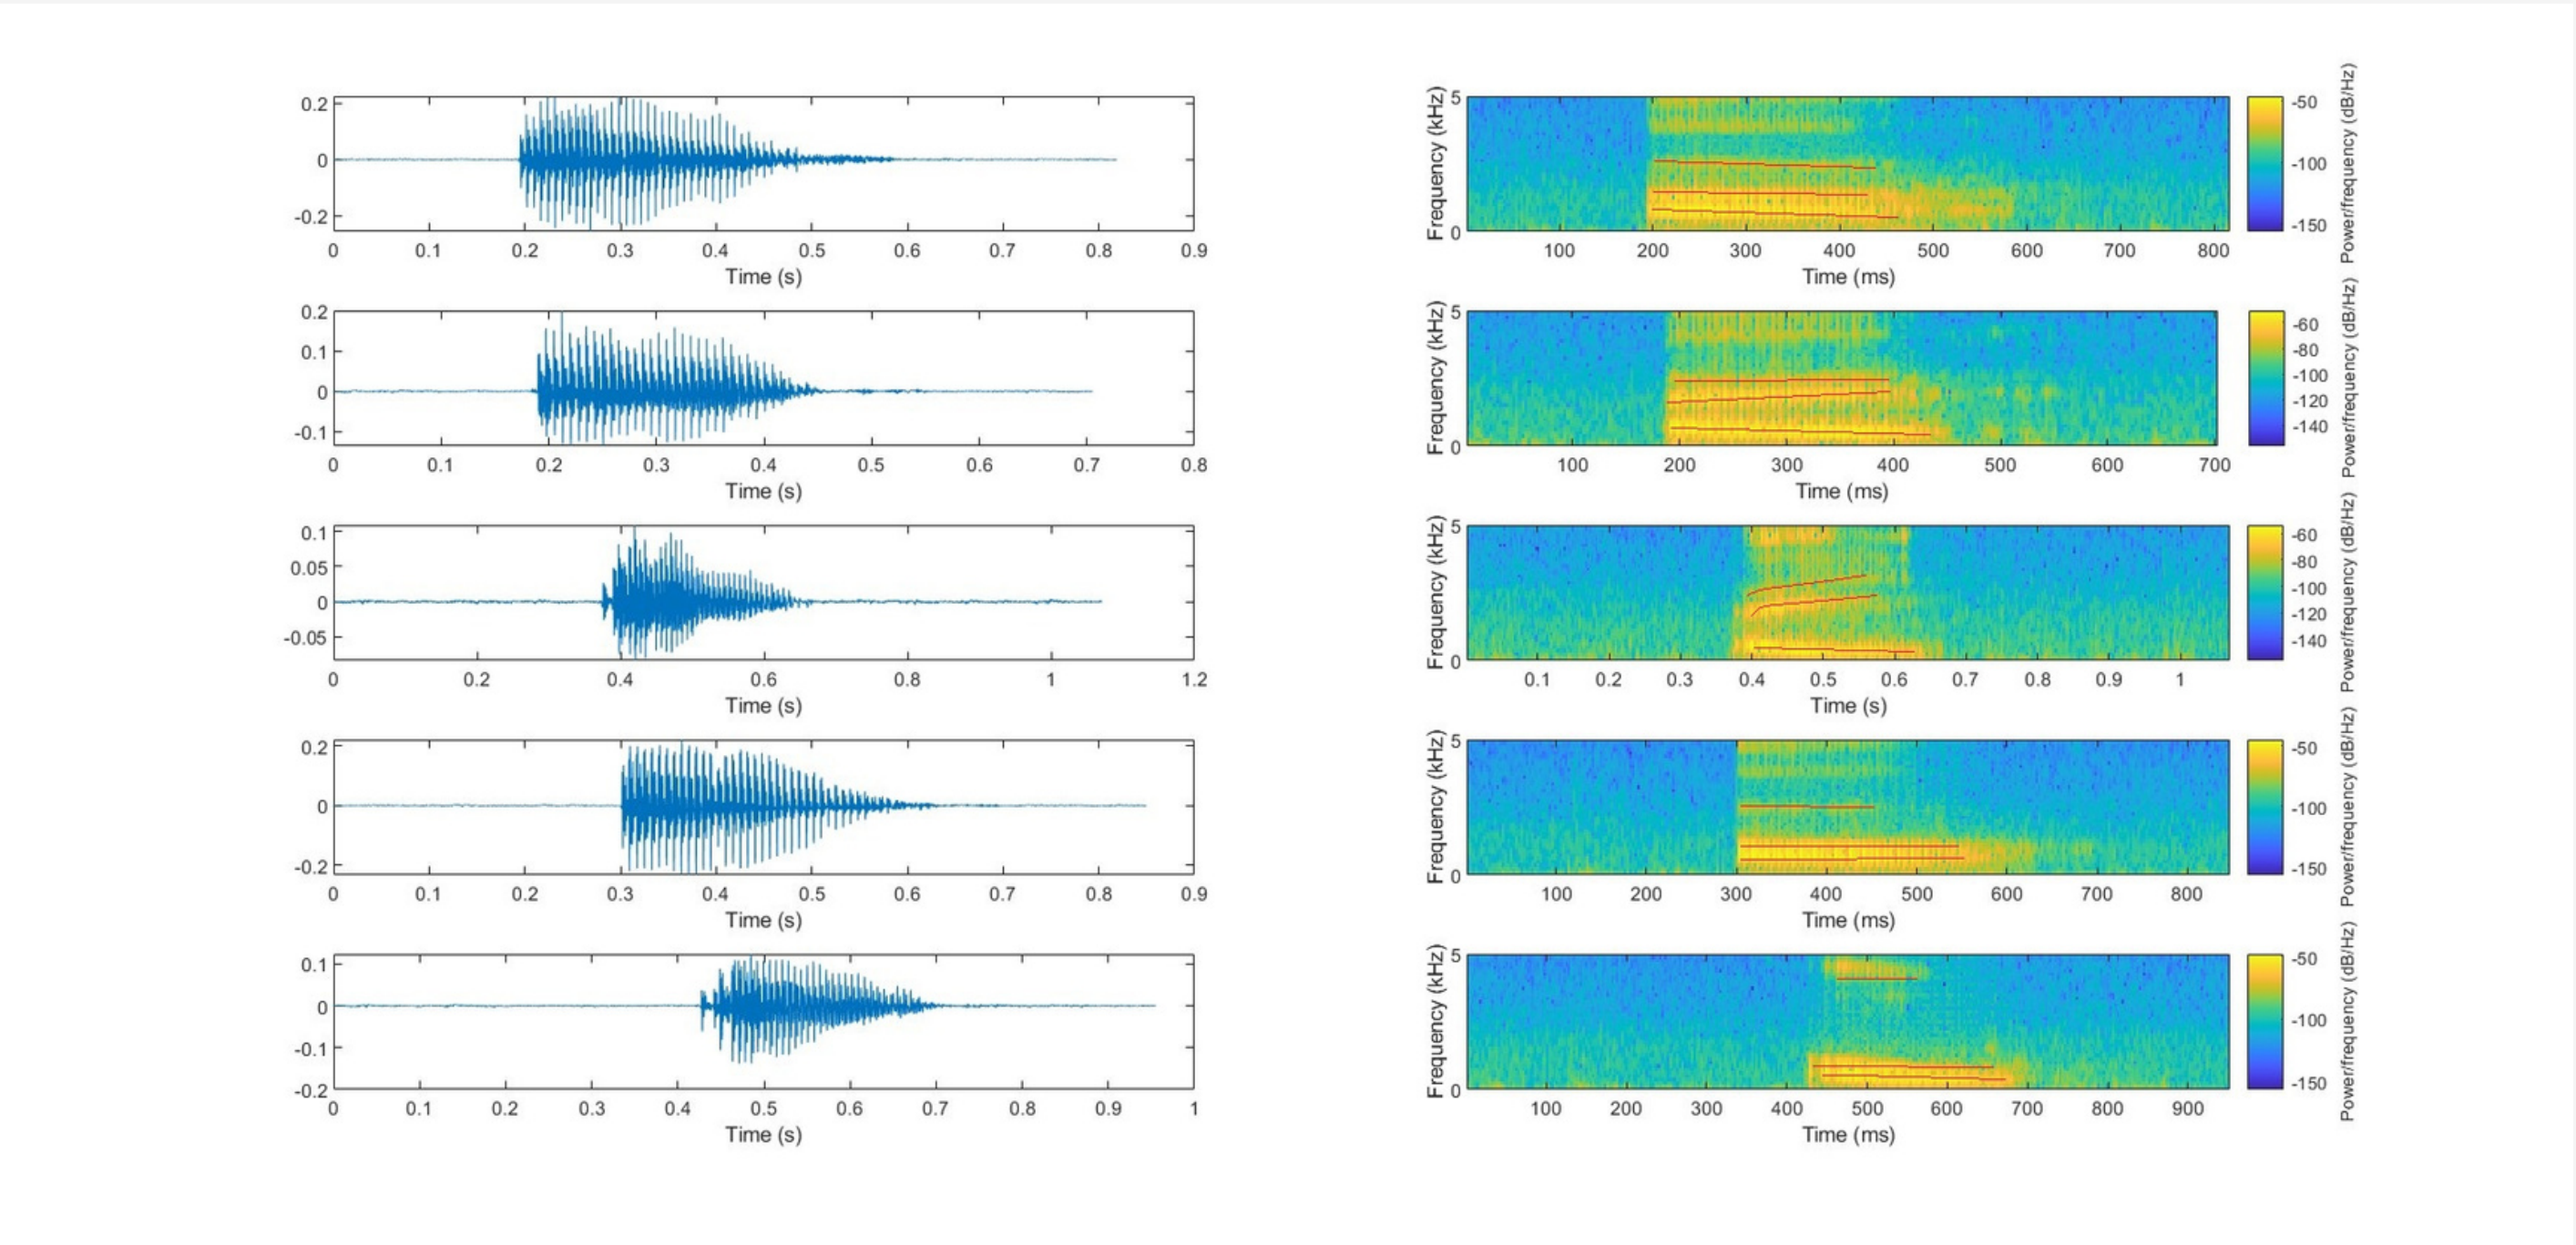 0.2
0
-0.2
0 0.1 0.2 0.3 0.4 0.5 0.6 0.7 0.8 0.9
Time (s)
Frequency (kHz)
5
0
100 200 300 400 500 600 700 800
Time (ms)
-50
-100
-150
Power/frequency (dB/Hz)
0.2
0.1
0
-0.1
0 0.1 0.2 0.3 0.4 0.5 0.6 0.7 0.8
Time (s)
Frequency (kHz)
5
0
100 200 300 400 500 600 700
Time (ms)
-60
-80
-100
-120
-140
Power/frequency (dB/Hz)
0.1
0.05
0
-0.05
0 0.2 0.4 0.6 0.8 1 1.2
Time (s)
Frequency (kHz)
5
0
0.1 0.2 0.3 0.4 0.5 0.6 0.7 0.8 0.9 1
Time (s)
-60
-80
-100
-120
-140
Power/frequency (dB/Hz)
0.2
0
-0.2
0 0.1 0.2 0.3 0.4 0.5 0.6 0.7 0.8 0.9
Time (s)
Frequency (kHz)
5
0
100 200 300 400 500 600 700 800
Time (ms)
-50
-100
-150
Power/frequency (dB/Hz)
0.1
0
-0.1
-0.2
0 0.1 0.2 0.3 0.4 0.5 0.6 0.7 0.8 0.9 1
Time (s)
Frequency (kHz)
5
0
100 200 300 400 500 600 700 800 900
Time (ms)
-50
-100
-150
Power/frequency (dB/Hz)